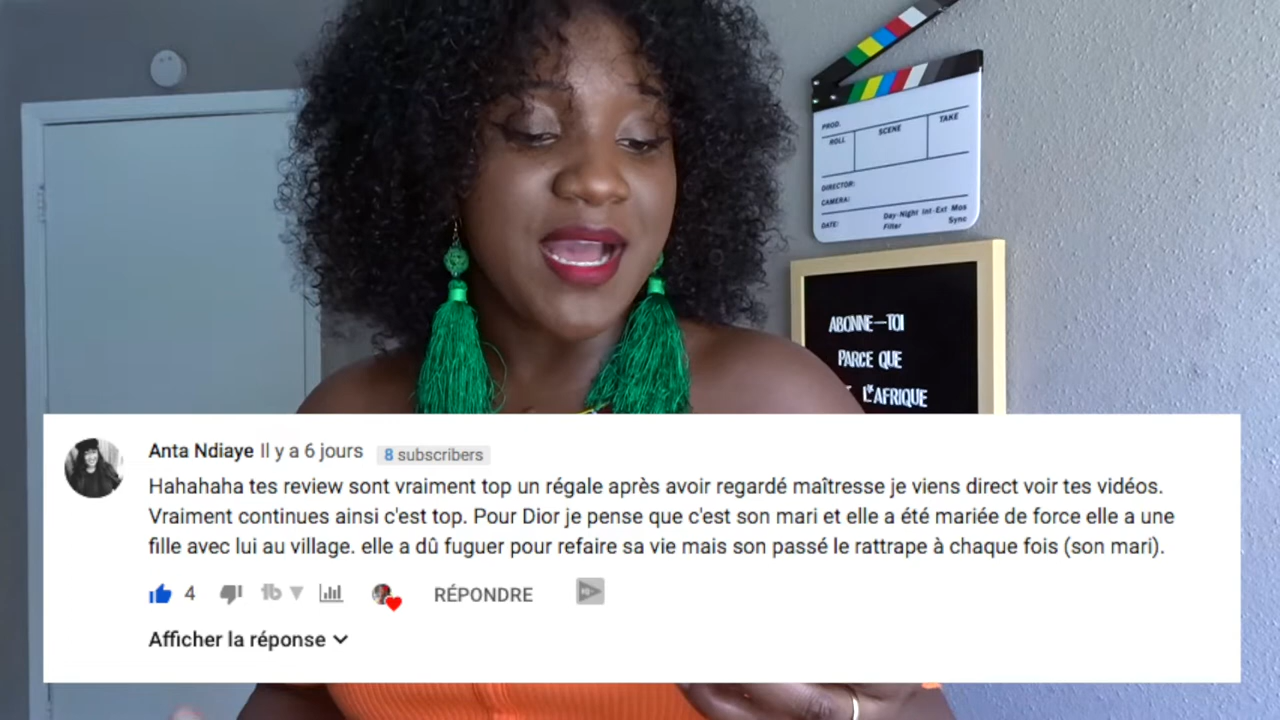 PROD.
ROLL
SCENE
TAKE
DIRECTOR:
CAMERA:
DATE:
Day-Night Int-Ext Mos
Filter Sync
ABONNE-TOI
PARCE QUE
L'AFRIQUE
Anta Ndiaye Il y a 6 jours 8 subscribers
Hahahaha tes review sont vraiment top un régale après avoir regardé maîtresse je viens direct voir tes vidéos.
Vraiment continues ainsi c'est top. Pour Dior je pense que c'est son mari et elle a été mariée de force elle a une
fille avec lui au village. elle a dû fuguer pour refaire sa vie mais son passé le rattrape à chaque fois (son mari).
4 RÉPONDRE
Afficher la réponse